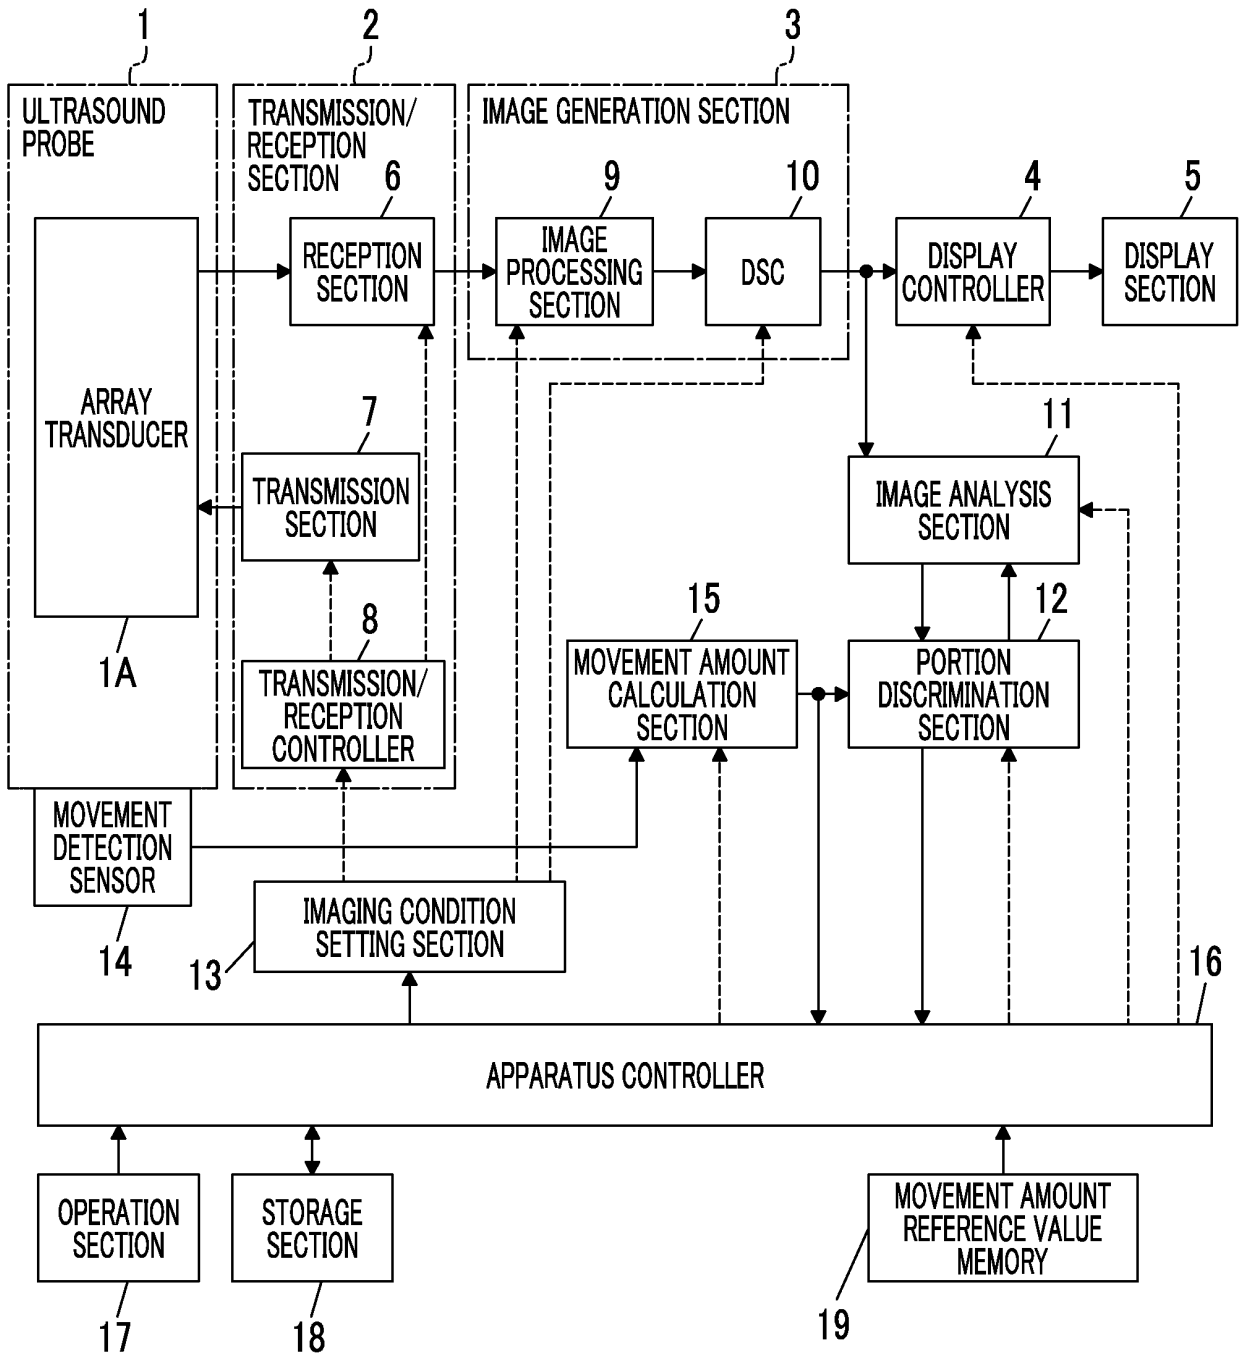 1
2
3
ULTRASOUND
PROBE
TRANSMISSION/
RECEPTION
SECTION
IMAGE GENERATION SECTION
6
9
10
4
5
RECEPTION
SECTION
IMAGE
PROCESSING
SECTION
DSC
DISPLAY
CONTROLLER
DISPLAY
SECTION
ARRAY
TRANSDUCER
7
11
TRANSMISSION
SECTION
IMAGE ANALYSIS
SECTION
1A
8
15
12
TRANSMISSION/
RECEPTION
CONTROLLER
MOVEMENT AMOUNT
CALCULATION
SECTION
PORTION
DISCRIMINATION
SECTION
MOVEMENT
DETECTION
SENSOR
14
IMAGING CONDITION
SETTING SECTION
13
16
APPARATUS CONTROLLER
OPERATION
SECTION
STORAGE
SECTION
MOVEMENT AMOUNT
REFERENCE VALUE
MEMORY
17
18
19